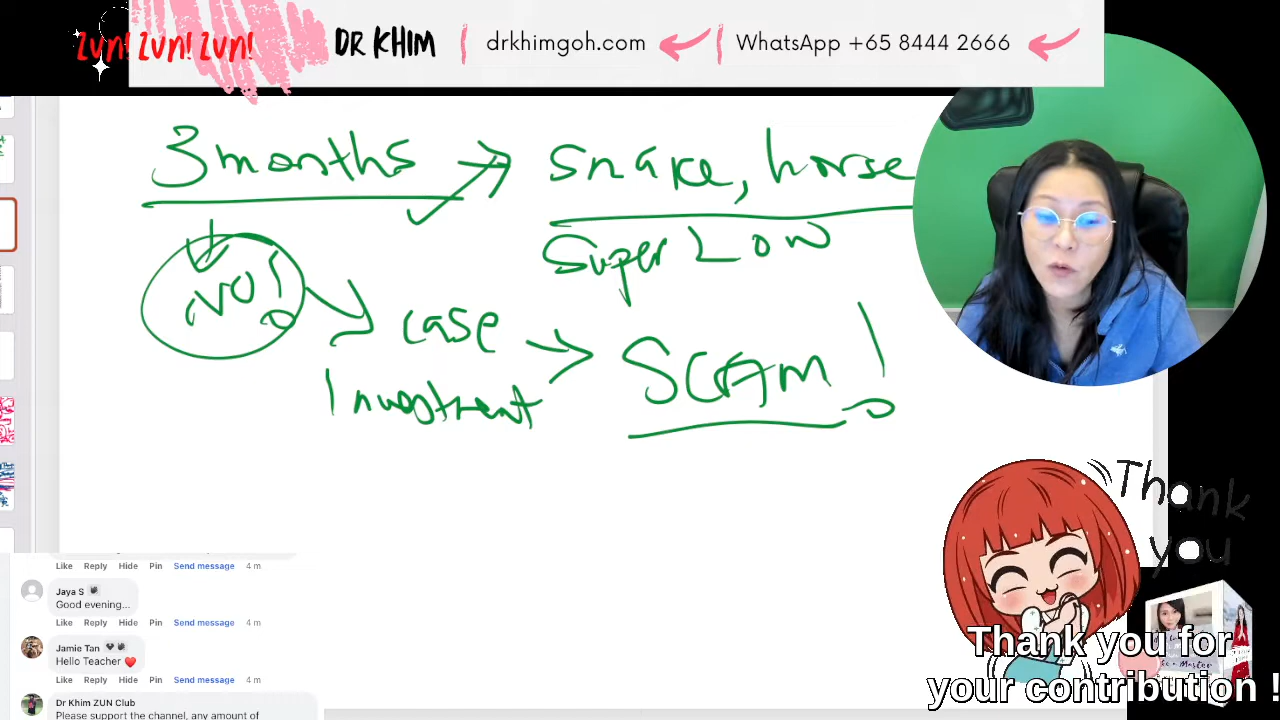 ZUN! ZUN! ZUN!
DR KHIM
drkhimgoh.com
WhatsApp +65 8444 2666
3 months → snake, horse
Super Low
NO!
case → SCAM!
Investment
Like Reply Hide Pin Send message 4 m
Jaya S
Good evening...
Like Reply Hide Pin Send message 4 m
Jamie Tan
Hello Teacher ❤️
Like Reply Hide Pin Send message 4 m
Dr Khim ZUN Club
Please support the channel, any amount of
Thank
you
Thank you for
your contribution !